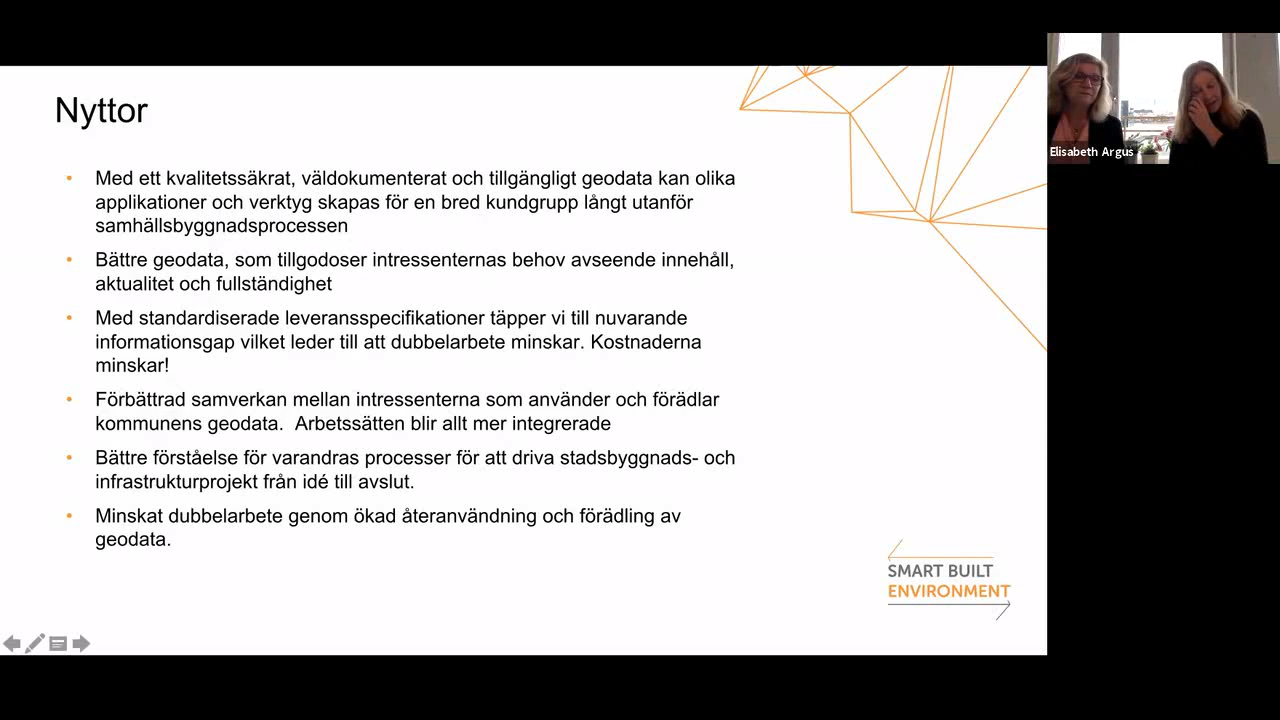 Nyttor
• Med ett kvalitetssäkrat, väldokumenterat och tillgängligt geodata kan olika
applikationer och verktyg skapas för en bred kundgrupp långt utanför
samhällsbyggnadsprocessen
• Bättre geodata, som tillgodoser intressenternas behov avseende innehåll,
aktualitet och fullständighet
• Med standardiserade leveransspecifikationer täpper vi till nuvarande
informationsgap vilket leder till att dubbelarbete minskar. Kostnaderna
minskar!
• Förbättrad samverkan mellan intressenterna som använder och förädlar
kommunens geodata.  Arbetssätten blir allt mer integrerade
• Bättre förståelse för varandras processer för att driva stadsbyggnads- och
infrastrukturprojekt från idé till avslut.
• Minskat dubbelarbete genom ökad återanvändning och förädling av
geodata.
SMART BUILT
ENVIRONMENT
Elisabeth Argus